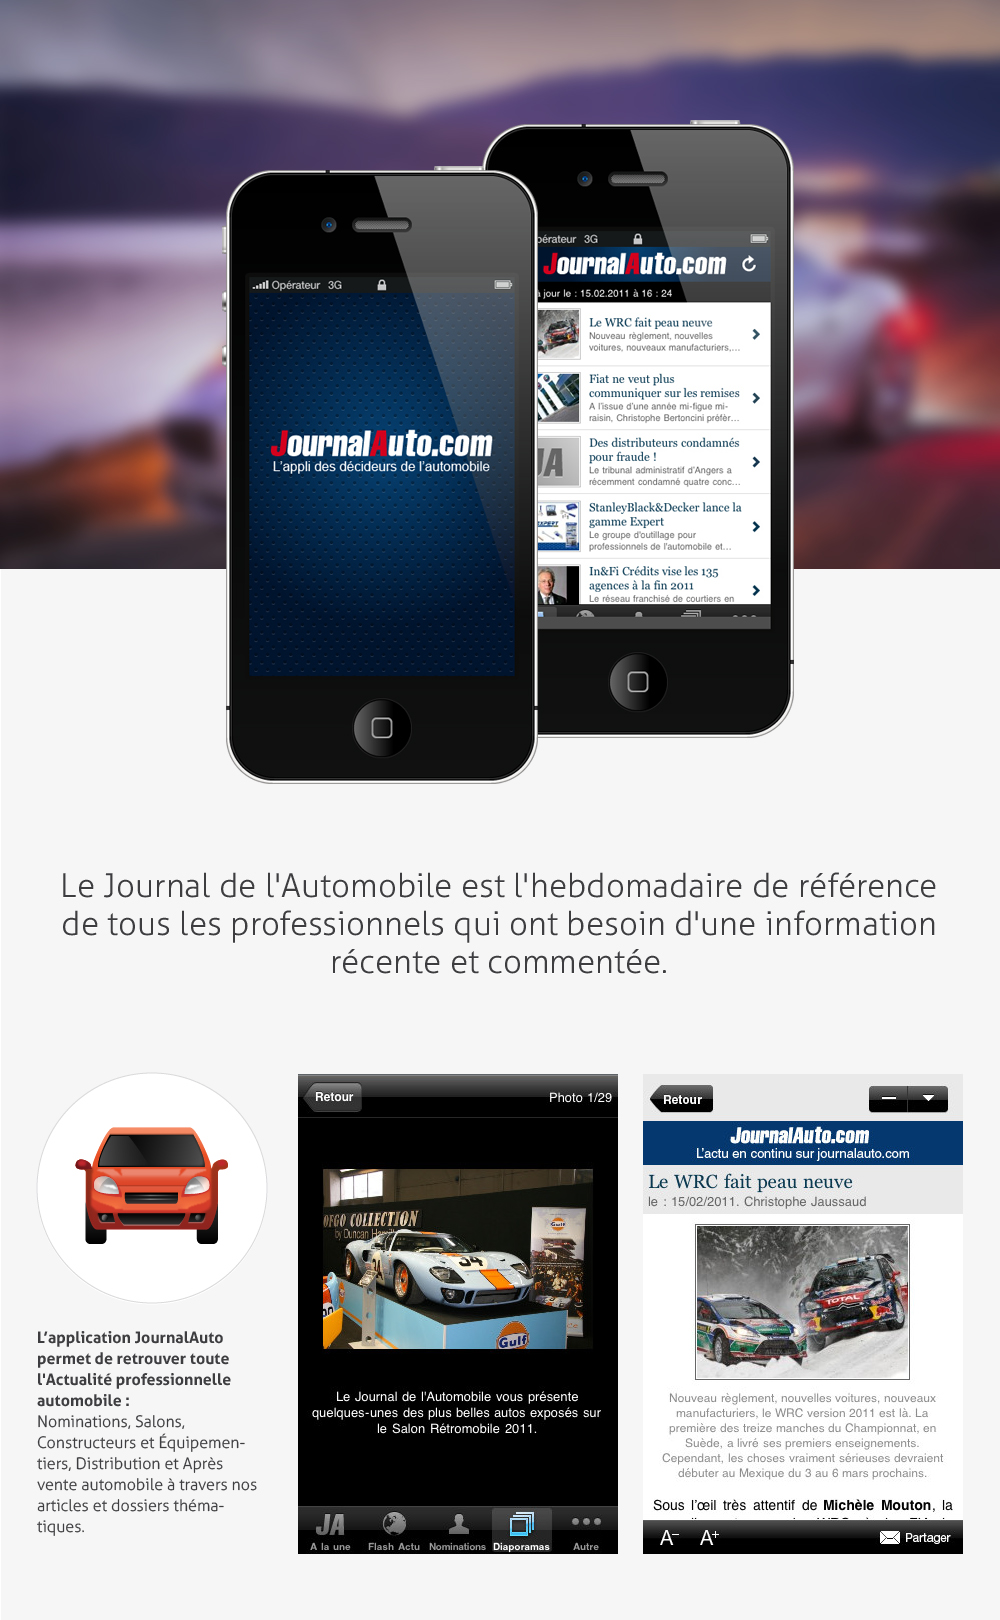 Opérateur 3G
JournalAuto.com
L'appli des décideurs de l'automobile
pérateur 3G
JournalAuto.com
à jour le : 15.02.2011 à 16 : 24
Le WRC fait peau neuve
Nouveau règlement, nouvelles
voitures, nouveaux manufacturiers,...
Fiat ne veut plus
communiquer sur les remises
A l'issue d'une année mi-figue mi-
raisin, Christophe Bertoncini préfèr...
JA
Des distributeurs condamnés
pour fraude !
Le tribunal administratif d'Angers a
récemment condamné quatre conc...
EXPERT
StanleyBlack&Decker lance la
gamme Expert
Le groupe d'outillage pour
professionnels de l'automobile et...
In&Fi Crédits vise les 135
agences à la fin 2011
Le réseau franchisé de courtiers en
Le Journal de l'Automobile est l'hebdomadaire de référence
de tous les professionnels qui ont besoin d'une information
récente et commentée.
L'application JournalAuto
permet de retrouver toute
l'Actualité professionnelle
automobile :
Nominations, Salons,
Constructeurs et Équipemen-
tiers, Distribution et Après
vente automobile à travers nos
articles et dossiers théma-
tiques.
Retour
Photo 1/29
OFGO COLLECTION
by Duncan
Gulf
34
Gulf
Le Journal de l'Automobile vous présente
quelques-unes des plus belles autos exposés sur
le Salon Rétromobile 2011.
JA
A la une Flash Actu Nominations Diaporamas Autre
Retour
JournalAuto.com
L'actu en continu sur journalauto.com
Le WRC fait peau neuve
le : 15/02/2011. Christophe Jaussaud
TOTAL
Nouveau règlement, nouvelles voitures, nouveaux
manufacturiers, le WRC version 2011 est là. La
première des treize manches du Championnat, en
Suède, a livré ses premiers enseignements.
Cependant, les choses vraiment sérieuses devraient
débuter au Mexique du 3 au 6 mars prochains.
Sous l'œil très attentif de Michèle Mouton, la
A- A+ Partager